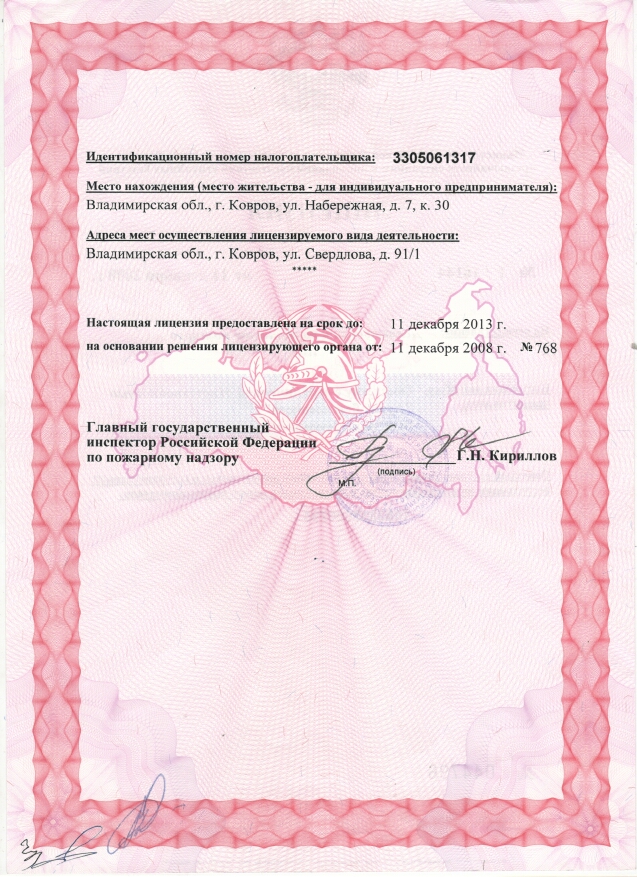 Идентификационный номер налогоплательщика: 3305061317
Место нахождения (место жительства - для индивидуального предпринимателя):
Владимирская обл., г. Ковров, ул. Набережная, д. 7, к. 30
Адреса мест осуществления лицензируемого вида деятельности:
Владимирская обл., г. Ковров, ул. Свердлова, д. 91/1
*****
Настоящая лицензия предоставлена на срок до: 11 декабря 2013 г.
на основании решения лицензирующего органа от: 11 декабря 2008 г. № 768
Главный государственный
инспектор Российской Федерации
по пожарному надзору Г.Н. Кириллов
(подпись)
М.П.